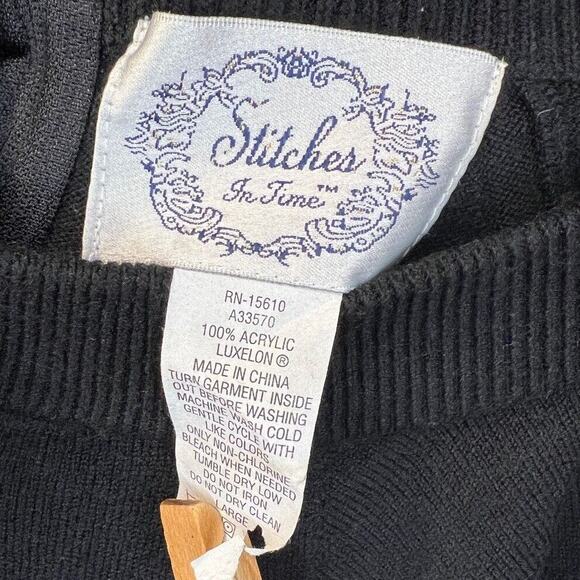 Stitches
In Time™
RN-15610
A33570
100% ACRYLIC
LUXELON ®
MADE IN CHINA
TURN GARMENT INSIDE
OUT BEFORE WASHING
MACHINE WASH COLD
GENTLE CYCLE WITH
LIKE COLORS
ONLY NON-CHLORINE
BLEACH WHEN NEEDED
TUMBLE DRY LOW
DO NOT IRON
DO NOT DRY CLEAN
LARGE